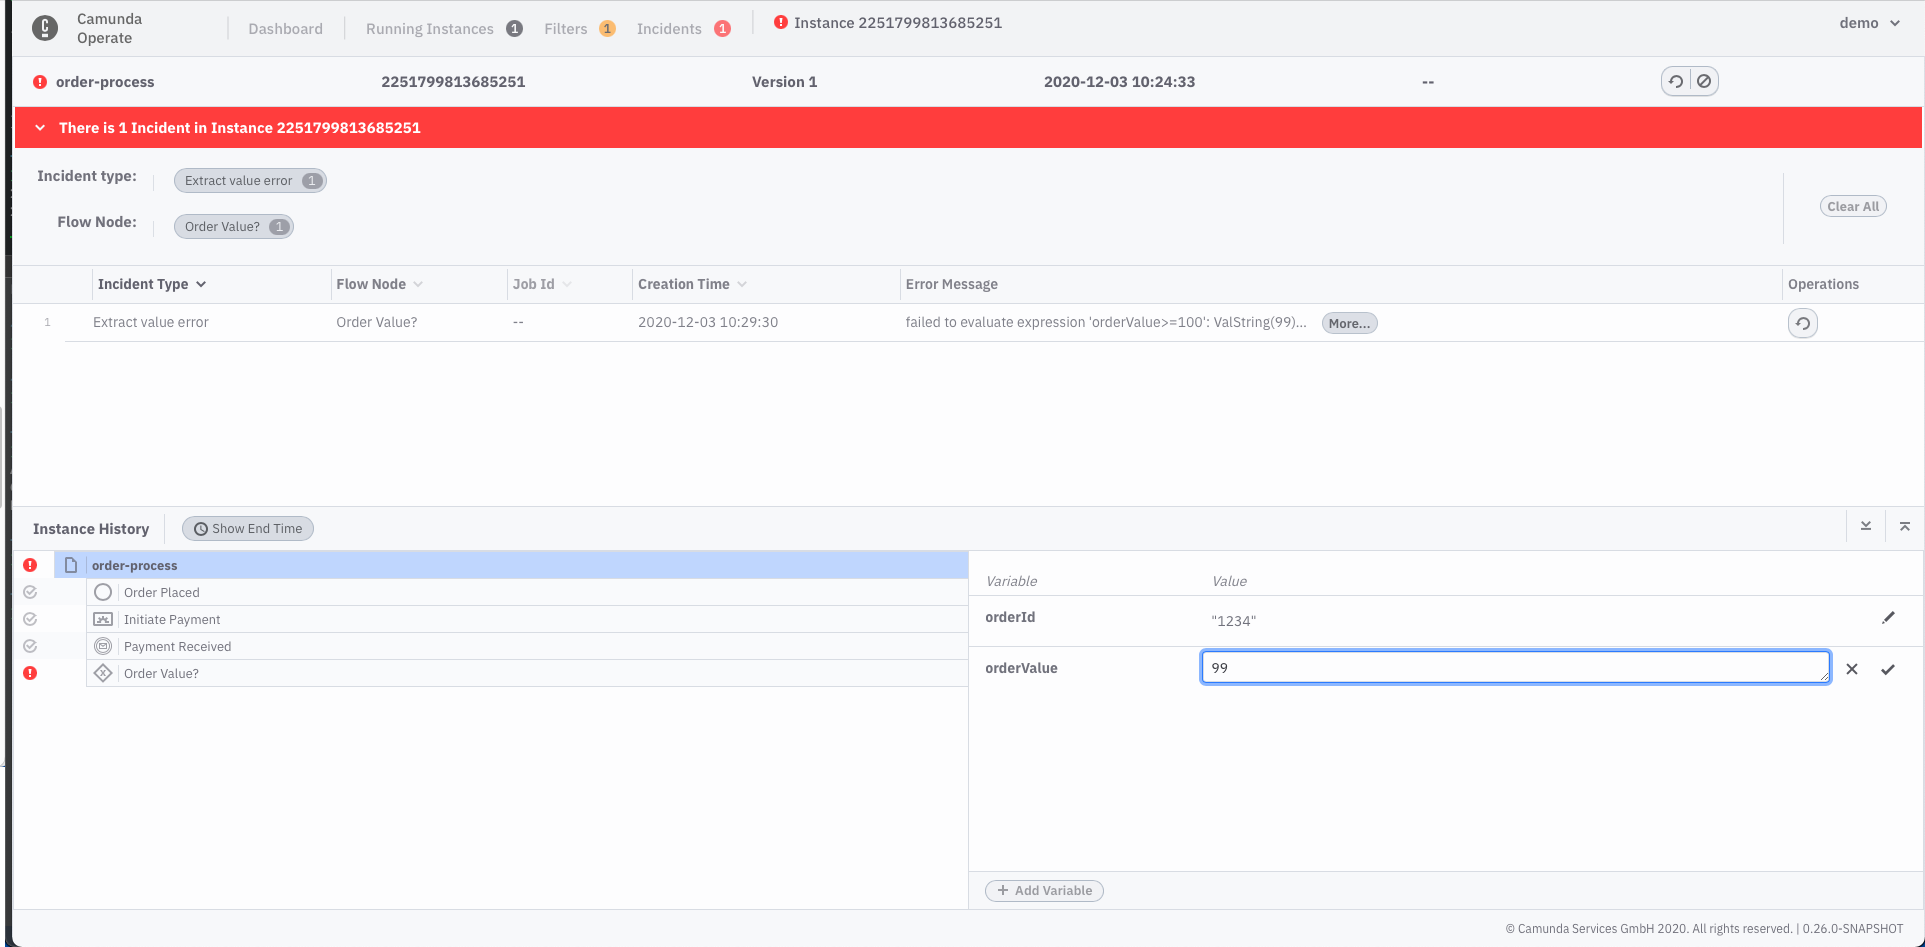 Camunda
Operate
Dashboard
Running Instances 1
Filters 1
Incidents 1
Instance 2251799813685251
demo
order-process 2251799813685251 Version 1 2020-12-03 10:24:33 --
There is 1 Incident in Instance 2251799813685251
Incident type: Extract value error 1
Flow Node: Order Value? 1
Clear All
Incident Type Flow Node Job Id Creation Time Error Message Operations
1 Extract value error Order Value? -- 2020-12-03 10:29:30 failed to evaluate expression 'orderValue>=100': ValString(99)... More...
Instance History Show End Time
order-process
Order Placed
Initiate Payment
Payment Received
Order Value?
Variable Value
orderId "1234"
orderValue 99
+ Add Variable
© Camunda Services GmbH 2020. All rights reserved. | 0.26.0-SNAPSHOT